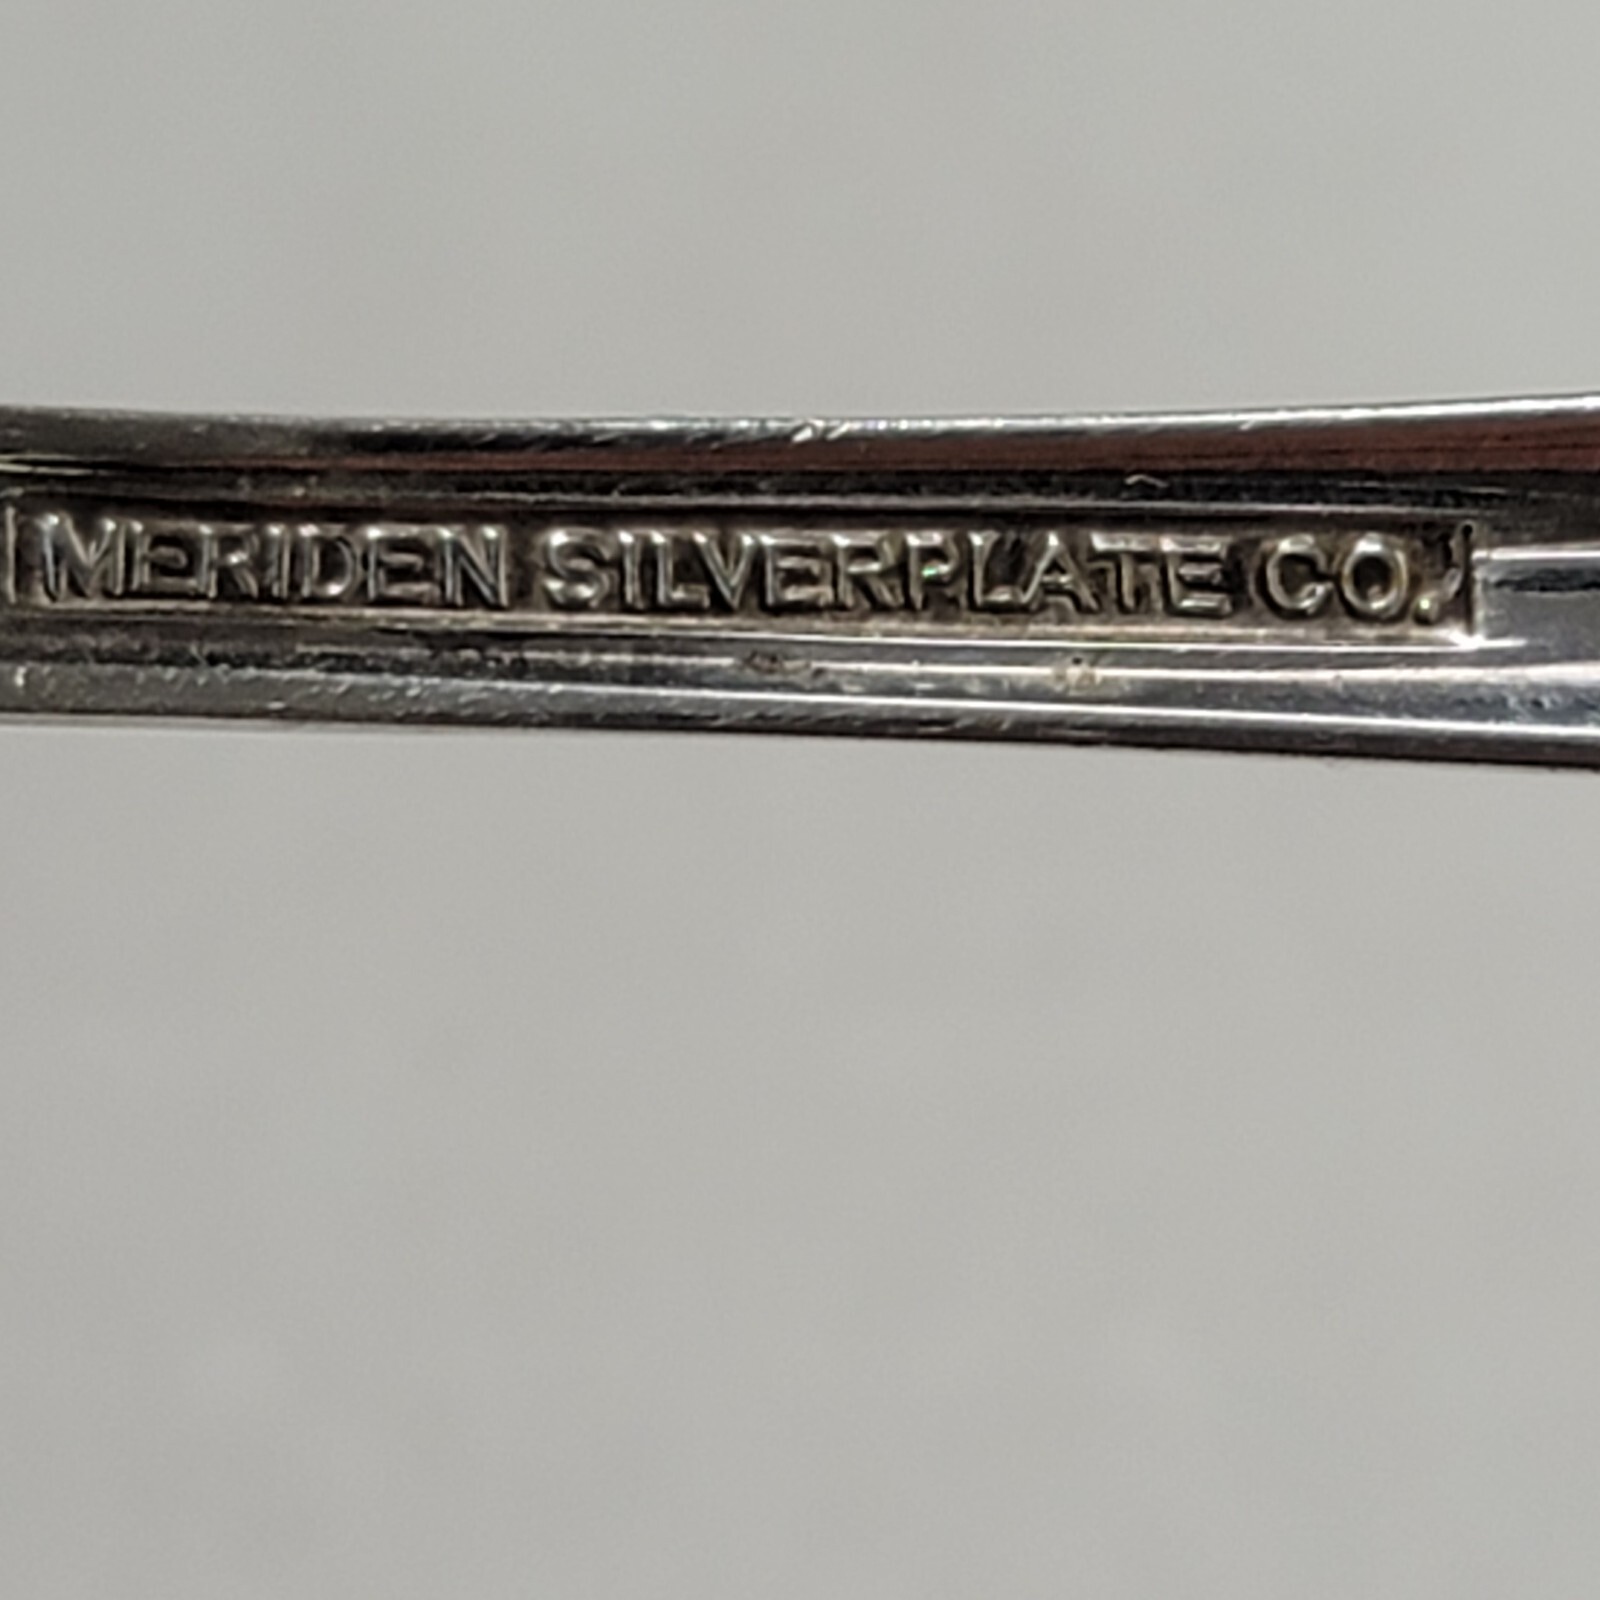 MERIDEN SILVERPLATE CO.